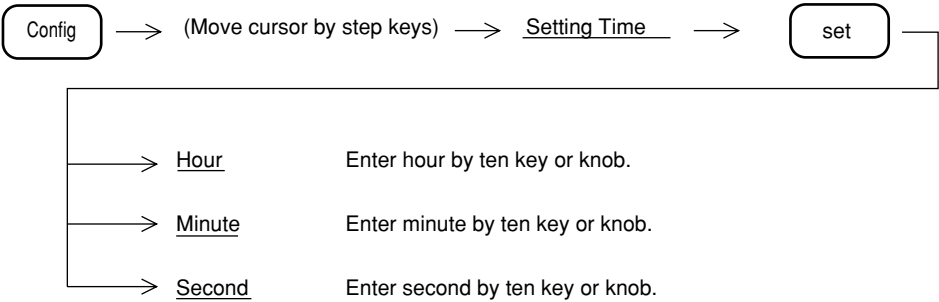 Config (Move cursor by step keys) Setting Time set
Hour Enter hour by ten key or knob.
Minute Enter minute by ten key or knob.
Second Enter second by ten key or knob.